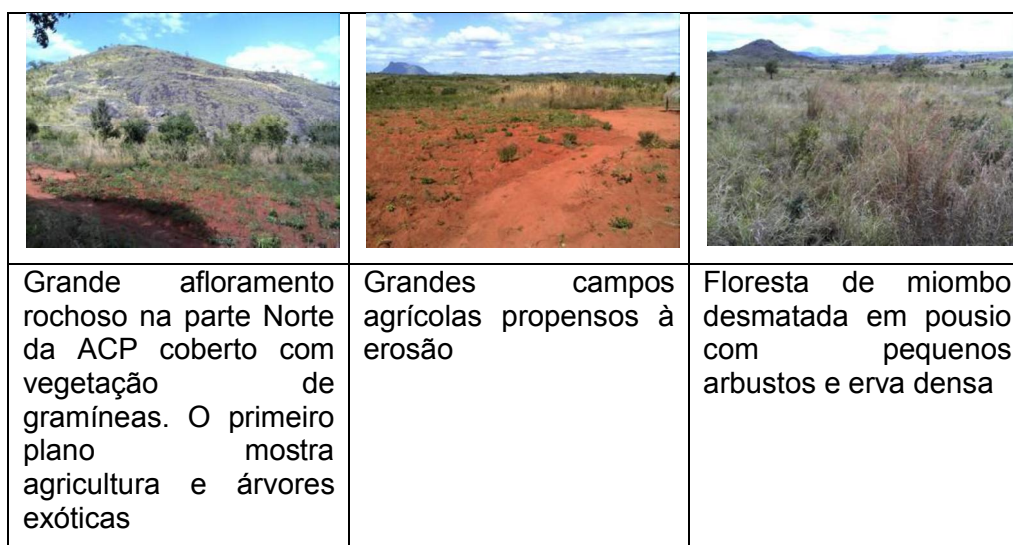 Grande afloramento
rochoso na parte Norte
da ACP coberto com
vegetação de
gramíneas. O primeiro
plano mostra
agricultura e árvores
exóticas
Grandes campos
agrícolas propensos à
erosão
Floresta de miombo
desmatada em pousio
com pequenos
arbustos e erva densa